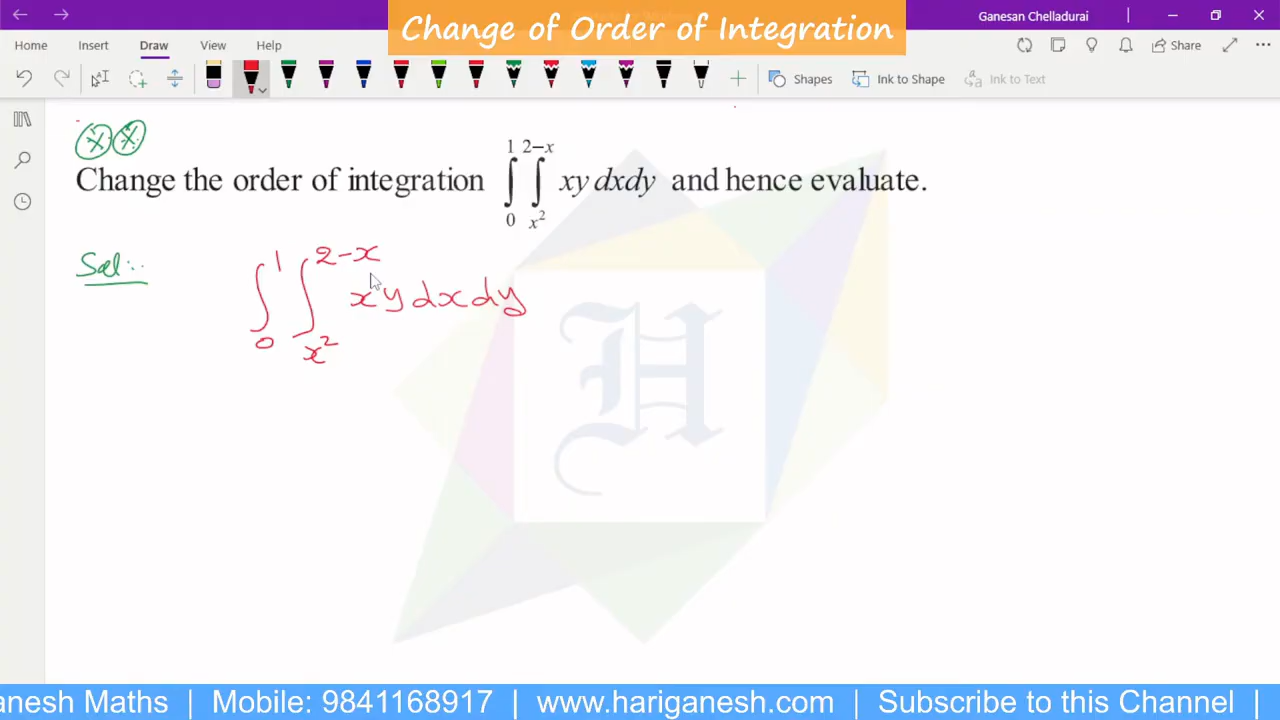 Change of Order of Integration
Ganesan Chelladurai
Home Insert Draw View Help
Share
Shapes Ink to Shape Ink to Text
Change the order of integration ∫₀¹ ∫_{x²}^{2−x} xy dxdy and hence evaluate.
Sol:
∫₀¹ ∫_{x²}^{2−x} xy dx dy
H
anesh Maths | Mobile: 9841168917 | www.hariganesh.com | Subscribe to this Channel |